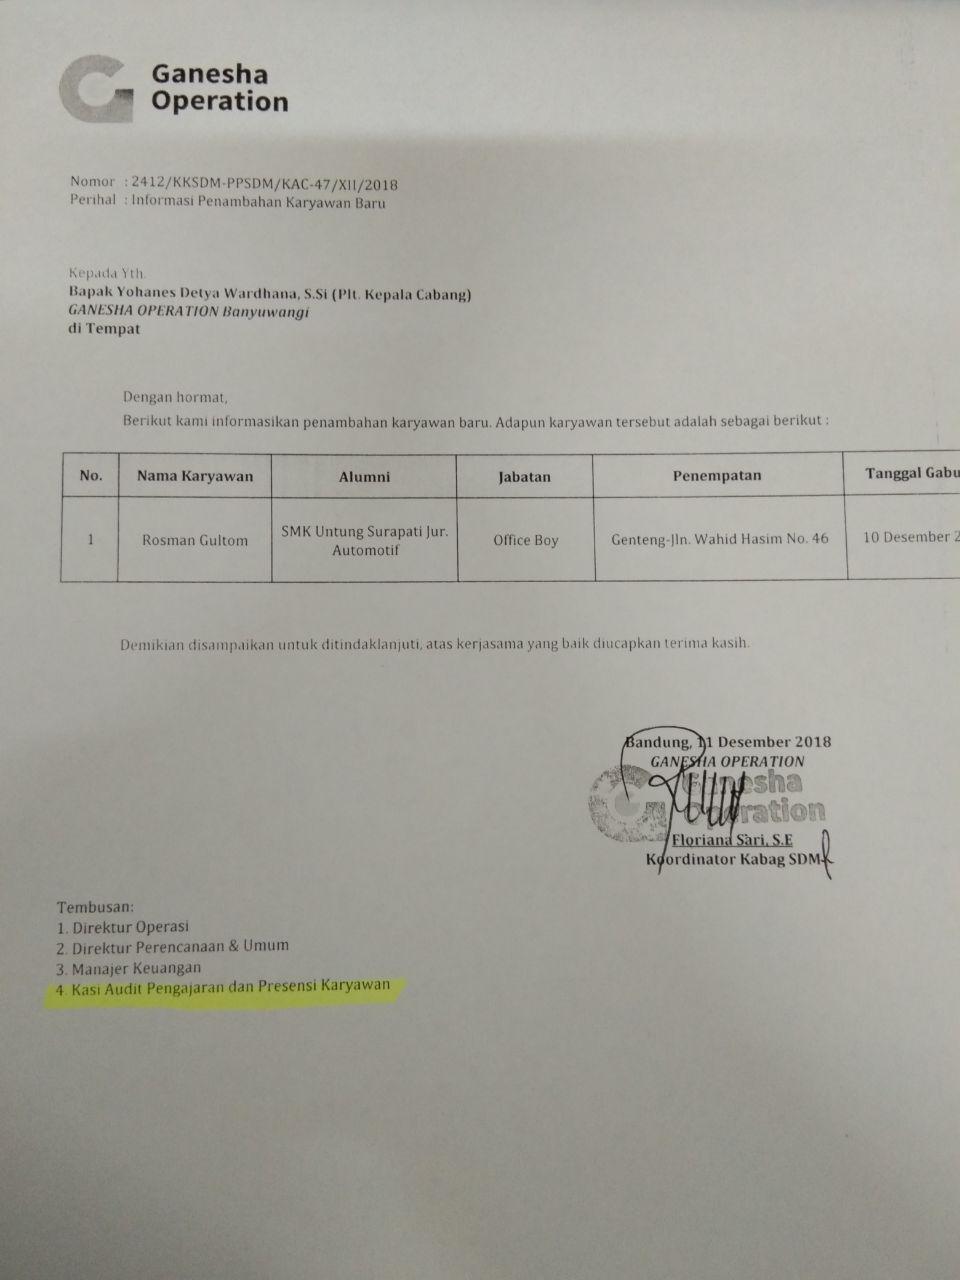 Ganesha
Operation
Nomor : 2412/KKSDM-PPSDM/KAC-47/XII/2018
Perihal : Informasi Penambahan Karyawan Baru
Kepada Yth.
Bapak Yohanes Detya Wardhana, S.Si (Plt. Kepala Cabang)
GANESHA OPERATION Banyuwangi
di Tempat
Dengan hormat,
Berikut kami informasikan penambahan karyawan baru. Adapun karyawan tersebut adalah sebagai berikut :
No. Nama Karyawan Alumni Jabatan Penempatan Tanggal Gabu
1 Rosman Gultom SMK Untung Surapati Jur. Automotif Office Boy Genteng-Jln. Wahid Hasim No. 46 10 Desember 2
Demikian disampaikan untuk ditindaklanjuti, atas kerjasama yang baik diucapkan terima kasih.
Bandung, 11 Desember 2018
GANESHA OPERATION
Ganesha
Operation
Floriana Sari, S.E
Koordinator Kabag SDM
Tembusan:
1. Direktur Operasi
2. Direktur Perencanaan & Umum
3. Manajer Keuangan
4. Kasi Audit Pengajaran dan Presensi Karyawan